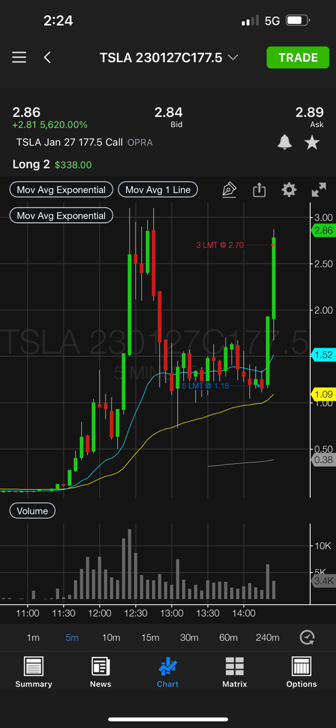 2:24
5G
TSLA 230127C177.5
TRADE
2.86
+2.81 5,620.00%
2.84
Bid
2.89
Ask
TSLA Jan 27 177.5 Call OPRA
Long 2 $338.00
Mov Avg Exponential
Mov Avg 1 Line
Mov Avg Exponential
3.00
2.86
3 LMT @ 2.70
2.00
TSLA 230127C177.5
5 MIN
1.52
5 LMT @ 1.18
1.09
1.00
0.50
0.38
Volume
10K
5K
3.4K
11:00 11:30 12:00 12:30 13:00 13:30 14:00
1m 5m 10m 15m 30m 60m 240m
Summary News Chart Matrix Options